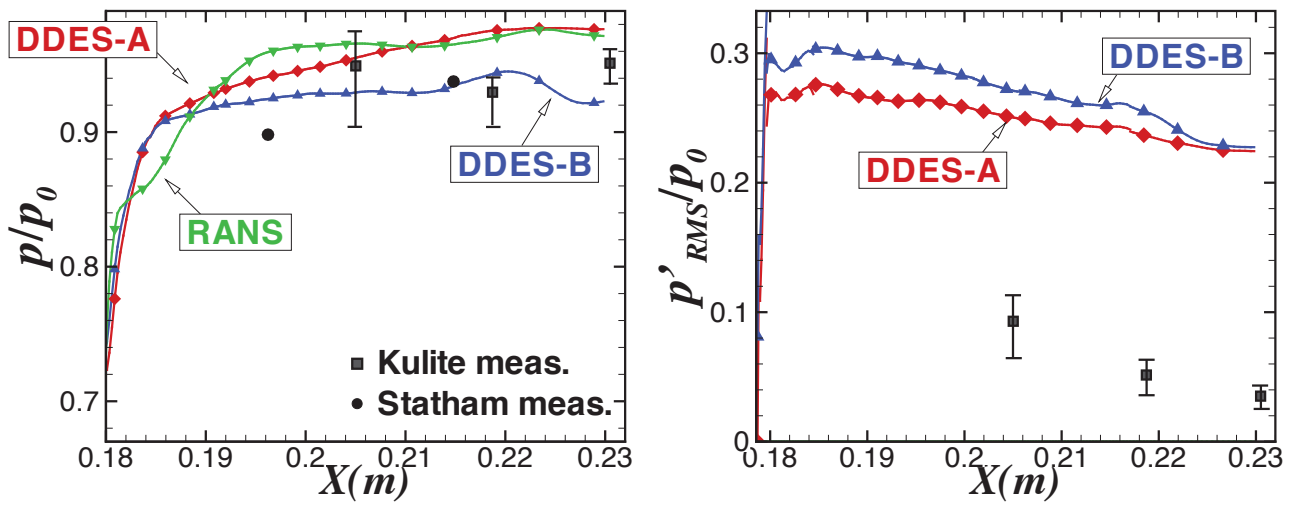 DDES-A
DDES-B
RANS
Kulite meas.
Statham meas.
0.9
0.8
0.7
p/p0
0.18 0.19 0.2 0.21 0.22 0.23
X(m)
DDES-B
DDES-A
0.3
0.2
0.1
0
p’RMS/p0
0.18 0.19 0.2 0.21 0.22 0.23
X(m)